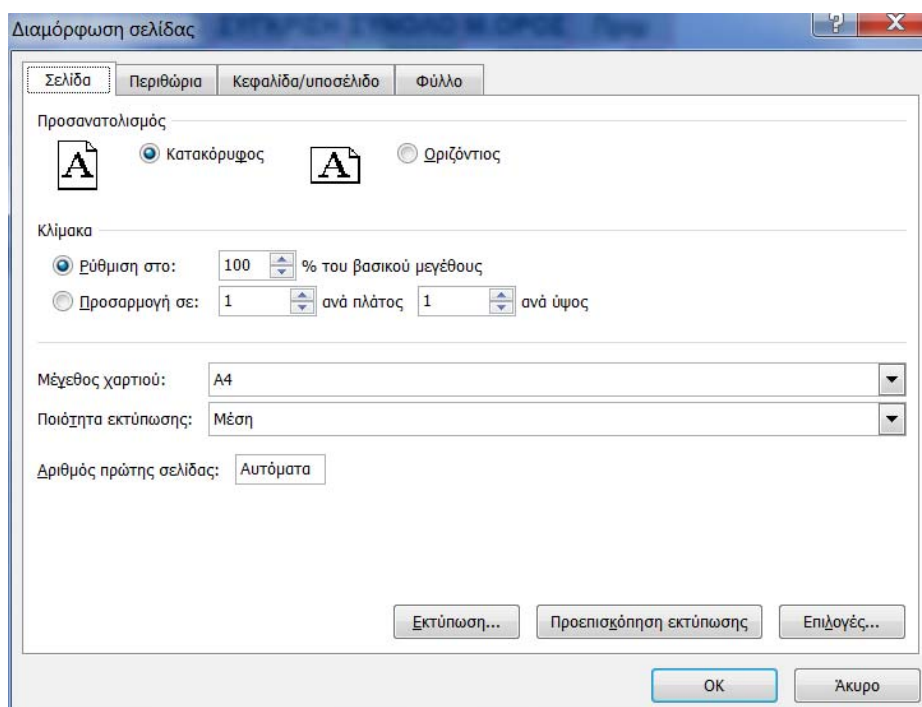 Διαμόρφωση σελίδας
Σελίδα Περιθώρια Κεφαλίδα/υποσέλιδο Φύλλο
Προσανατολισμός
A Κατακόρυφος A Οριζόντιος
Κλίμακα
Ρύθμιση στο: 100 % του βασικού μεγέθους
Προσαρμογή σε: 1 ανά πλάτος 1 ανά ύψος
Μέγεθος χαρτιού: A4
Ποιότητα εκτύπωσης: Μέση
Αριθμός πρώτης σελίδας: Αυτόματα
Εκτύπωση... Προεπισκόπηση εκτύπωσης Επιλογές...
OK Άκυρο